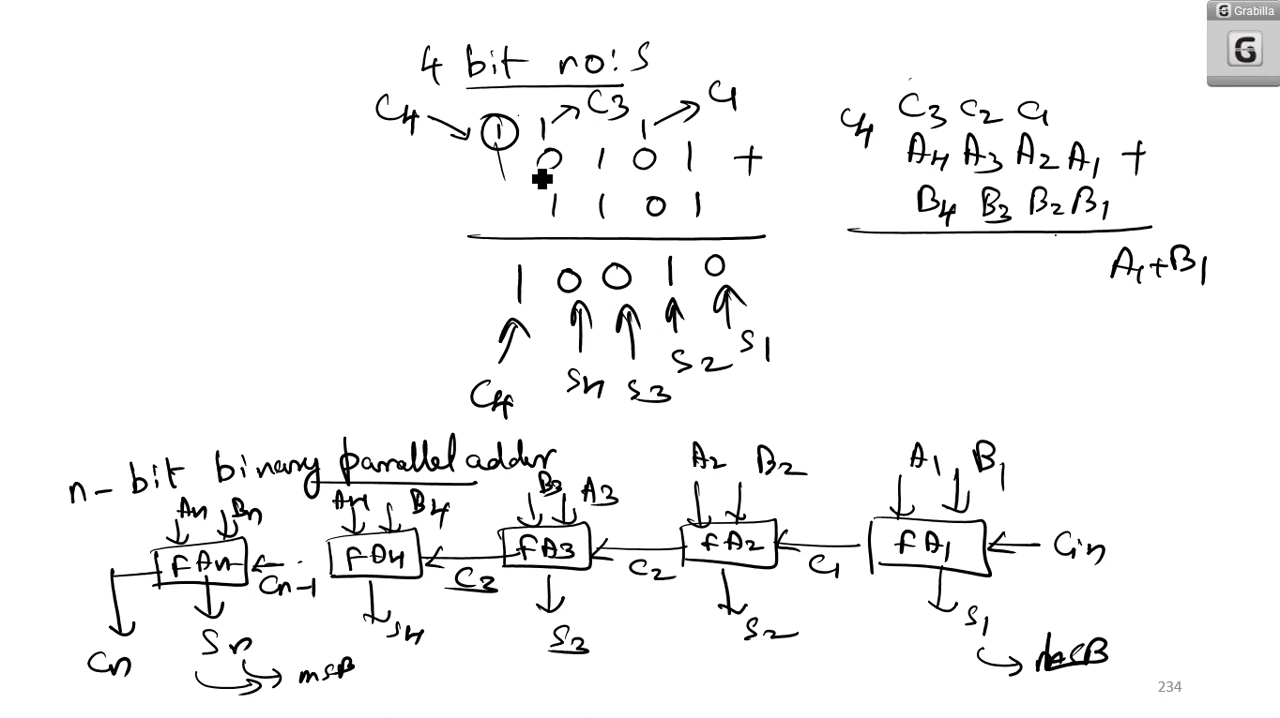 Grabilla
G
4 bit no:s
C4 1 1 C3 1 C1
0 1 0 1 +
1 1 0 1
1 0 0 1 0
C4 S4 S3 S2 S1
C4 C3 C2 C1
A4 A3 A2 A1 +
B4 B3 B2 B1
A1+B1
n-bit binary parallel adder
An Bn A4 B4 B3 A3 A2 B2 A1 B1
FAn Cn-1 FA4 C3 FA3 C2 FA2 C1 FA1 Cin
Cn Sn S4 S3 S2 S1
MSB
234